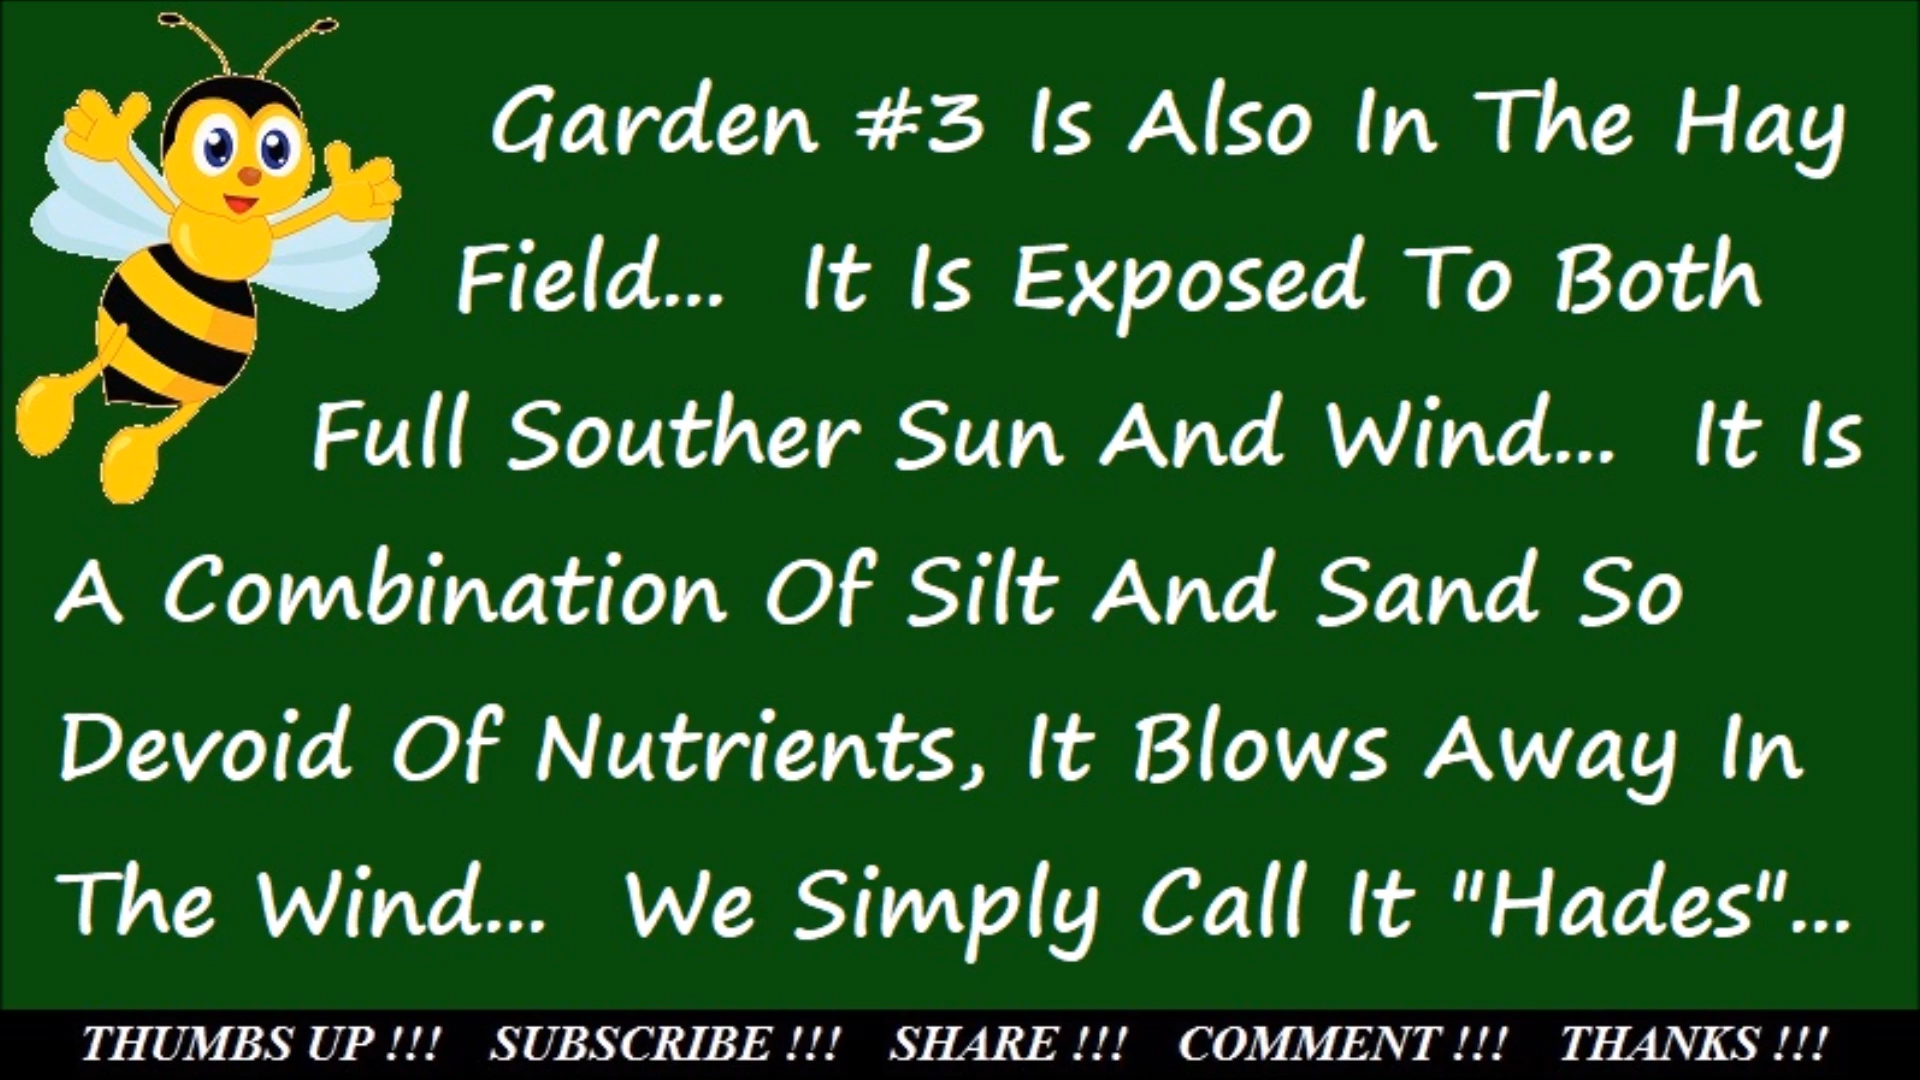 Garden #3 Is Also In The Hay
Field... It Is Exposed To Both
Full Souther Sun And Wind... It Is
A Combination Of Silt And Sand So
Devoid Of Nutrients, It Blows Away In
The Wind... We Simply Call It "Hades"...
THUMBS UP !!! SUBSCRIBE !!! SHARE !!! COMMENT !!! THANKS !!!